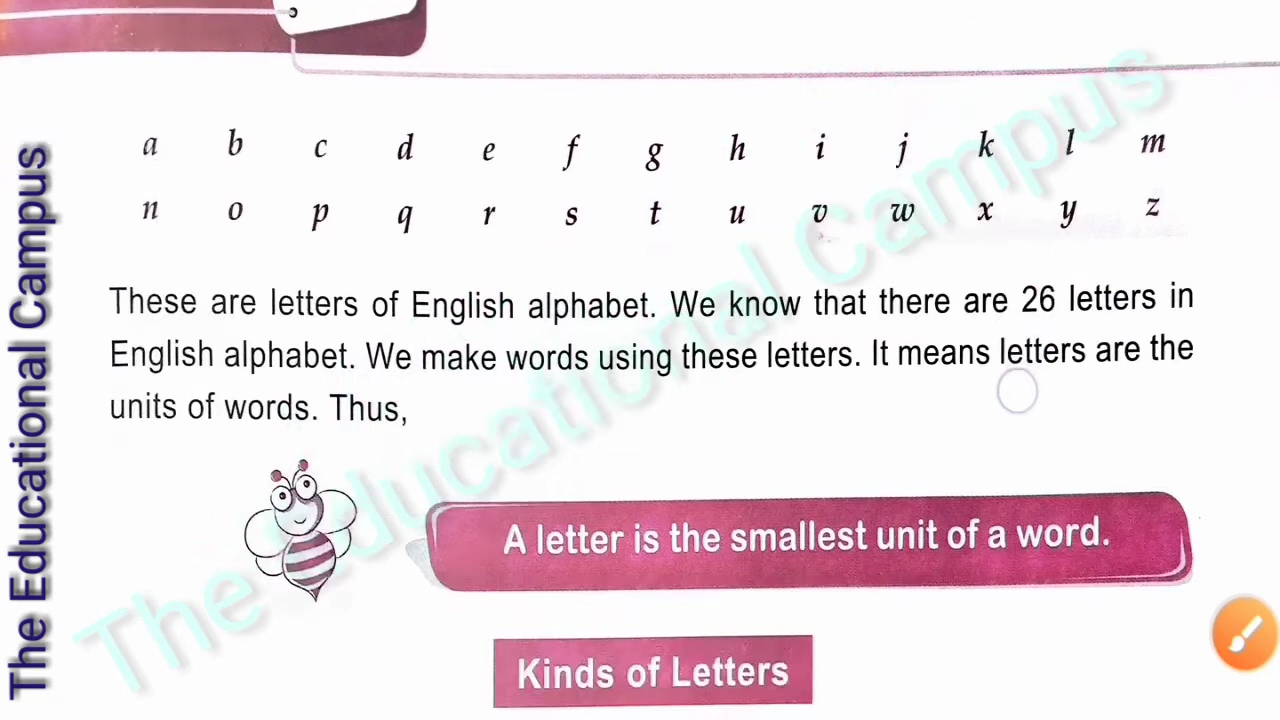 a b c d e f g h i j k l m
n o p q r s t u v w x y z
These are letters of English alphabet. We know that there are 26 letters in
English alphabet. We make words using these letters. It means letters are the
units of words. Thus,
A letter is the smallest unit of a word.
Kinds of Letters
The Educational Campus
The Educational Campus